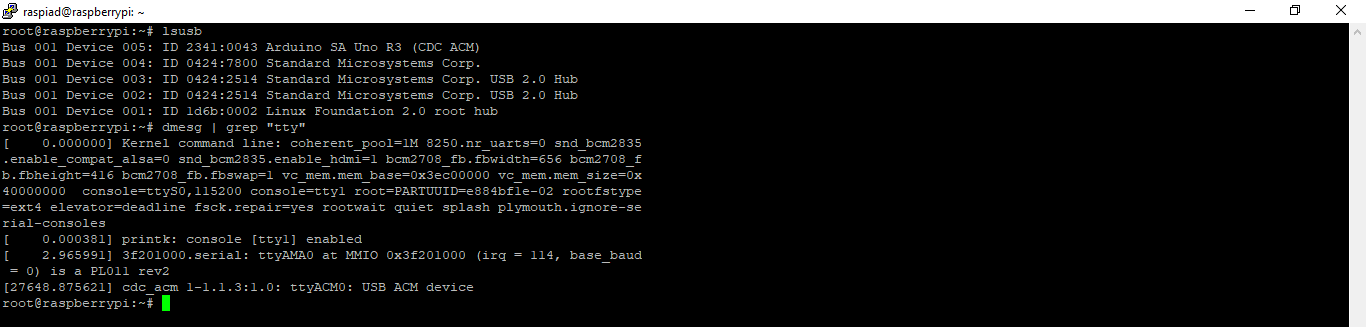 raspiad@raspberrypi: ~
root@raspberrypi:~# lsusb
Bus 001 Device 005: ID 2341:0043 Arduino SA Uno R3 (CDC ACM)
Bus 001 Device 004: ID 0424:7800 Standard Microsystems Corp.
Bus 001 Device 003: ID 0424:2514 Standard Microsystems Corp. USB 2.0 Hub
Bus 001 Device 002: ID 0424:2514 Standard Microsystems Corp. USB 2.0 Hub
Bus 001 Device 001: ID 1d6b:0002 Linux Foundation 2.0 root hub
root@raspberrypi:~# dmesg | grep "tty"
[    0.000000] Kernel command line: coherent_pool=1M 8250.nr_uarts=0 snd_bcm2835
.enable_compat_alsa=0 snd_bcm2835.enable_hdmi=1 bcm2708_fb.fbwidth=656 bcm2708_f
b.fbheight=416 bcm2708_fb.fbswap=1 vc_mem.mem_base=0x3ec00000 vc_mem.mem_size=0x
40000000  console=ttyS0,115200 console=tty1 root=PARTUUID=e884bf1e-02 rootfstype
=ext4 elevator=deadline fsck.repair=yes rootwait quiet splash plymouth.ignore-se
rial-consoles
[    0.000381] printk: console [tty1] enabled
[    2.965991] 3f201000.serial: ttyAMA0 at MMIO 0x3f201000 (irq = 114, base_baud
 = 0) is a PL011 rev2
[27648.875621] cdc_acm 1-1.1.3:1.0: ttyACM0: USB ACM device
root@raspberrypi:~#